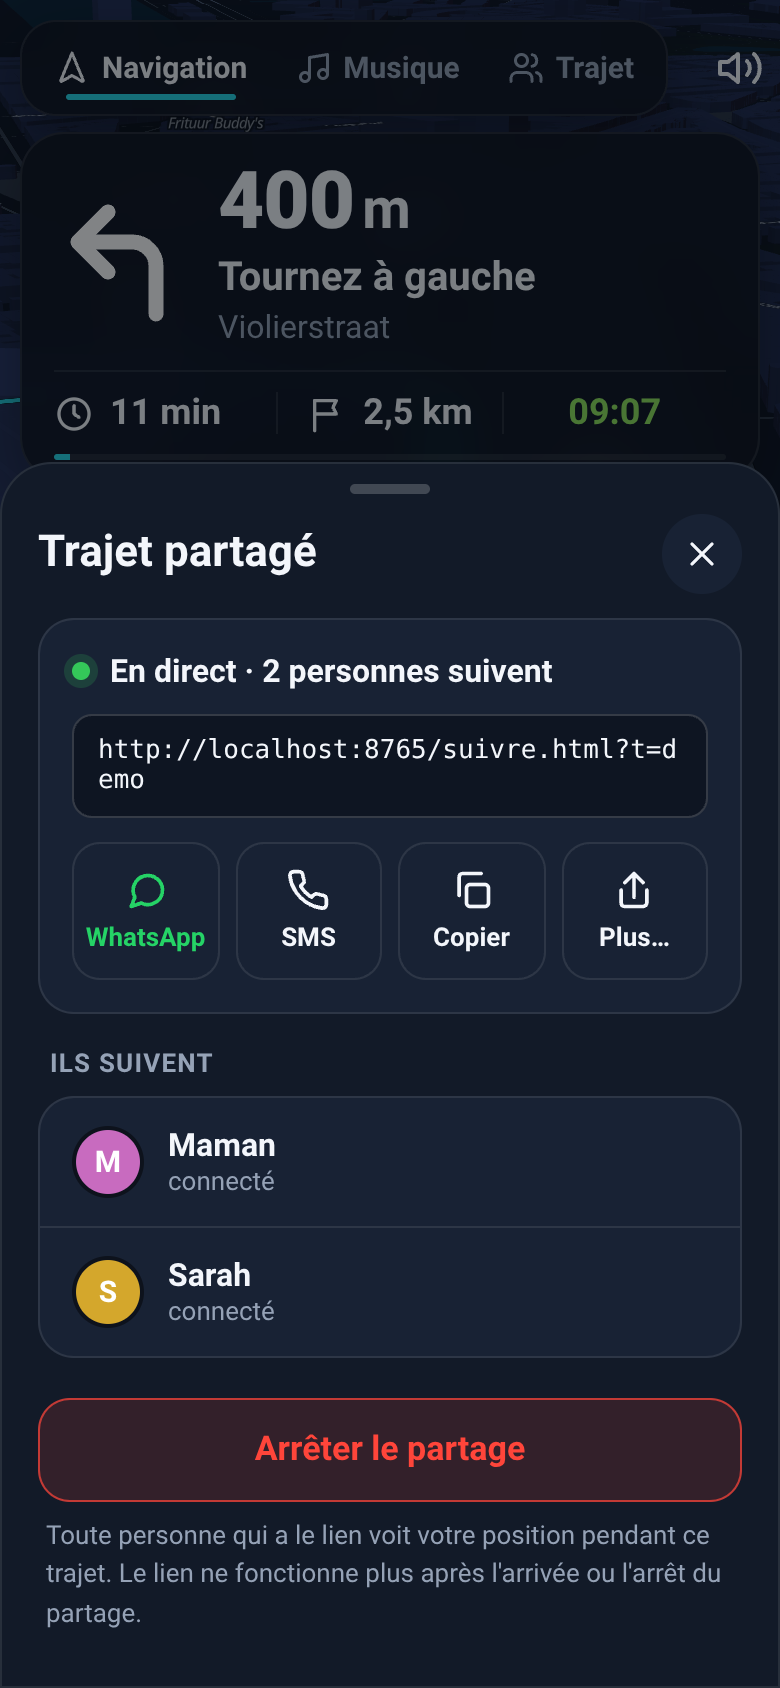 Navigation
Musique
Trajet
Frituur Buddy's
400 m
Tournez à gauche
Violierstraat
11 min
2,5 km
09:07
Trajet partagé
En direct · 2 personnes suivent
http://localhost:8765/suivre.html?t=d
emo
WhatsApp
SMS
Copier
Plus...
ILS SUIVENT
M
Maman
connecté
S
Sarah
connecté
Arrêter le partage
Toute personne qui a le lien voit votre position pendant ce
trajet. Le lien ne fonctionne plus après l'arrivée ou l'arrêt du
partage.